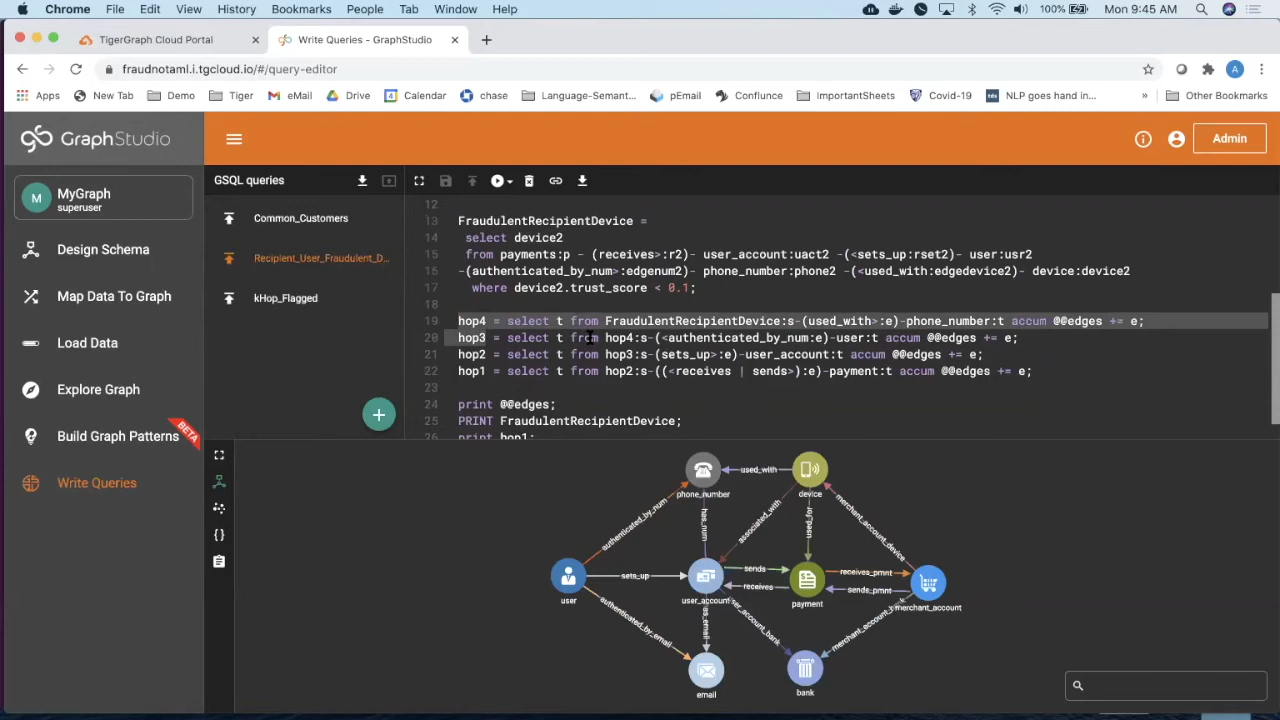 Chrome File Edit View History Bookmarks People Tab Window Help 100% Mon 9:45 AM
TigerGraph Cloud Portal
Write Queries - GraphStudio
fraudnotaml.i.tgcloud.io/#/query-editor
A
Apps New Tab Demo Tiger eMail Drive Calendar chase Language-Semant... pEmail Confluence ImportantSheets Covid-19 NLP goes hand in... » Other Bookmarks
GraphStudio
Admin
M
MyGraph
superuser
Design Schema
Map Data To Graph
Load Data
Explore Graph
Build Graph Patterns
BETA
Write Queries
GSQL queries
Common_Customers
Recipient_User_Fraudulent_D...
kHop_Flagged
12
13 FraudulentRecipientDevice =
14 select device2
15 from payments:p - (receives>:r2)- user_account:uact2 -(<sets_up:rset2)- user:usr2
16 -(authenticated_by_num>:edgenum2)- phone_number:phone2 -(<used_with:edgedevice2)- device:device2
17 where device2.trust_score < 0.1;
18
19 hop4 = select t from FraudulentRecipientDevice:s-(used_with>:e)-phone_number:t accum @@edges += e;
20 hop3 = select t from hop4:s-(<authenticated_by_num:e)-user:t accum @@edges += e;
21 hop2 = select t from hop3:s-(sets_up>:e)-user_account:t accum @@edges += e;
22 hop1 = select t from hop2:s-((<receives | sends>):e)-payment:t accum @@edges += e;
23
24 print @@edges;
25 PRINT FraudulentRecipientDevice;
26 print hop1;
phone_number
used_with
device
authenticated_by_num
has_num
associated_with
used_for
merchant_account_device
user
sets_up
user_account
sends
receives
payment
receives_pmnt
sends_pmnt
merchant_account
authenticated_by_email
email
bank